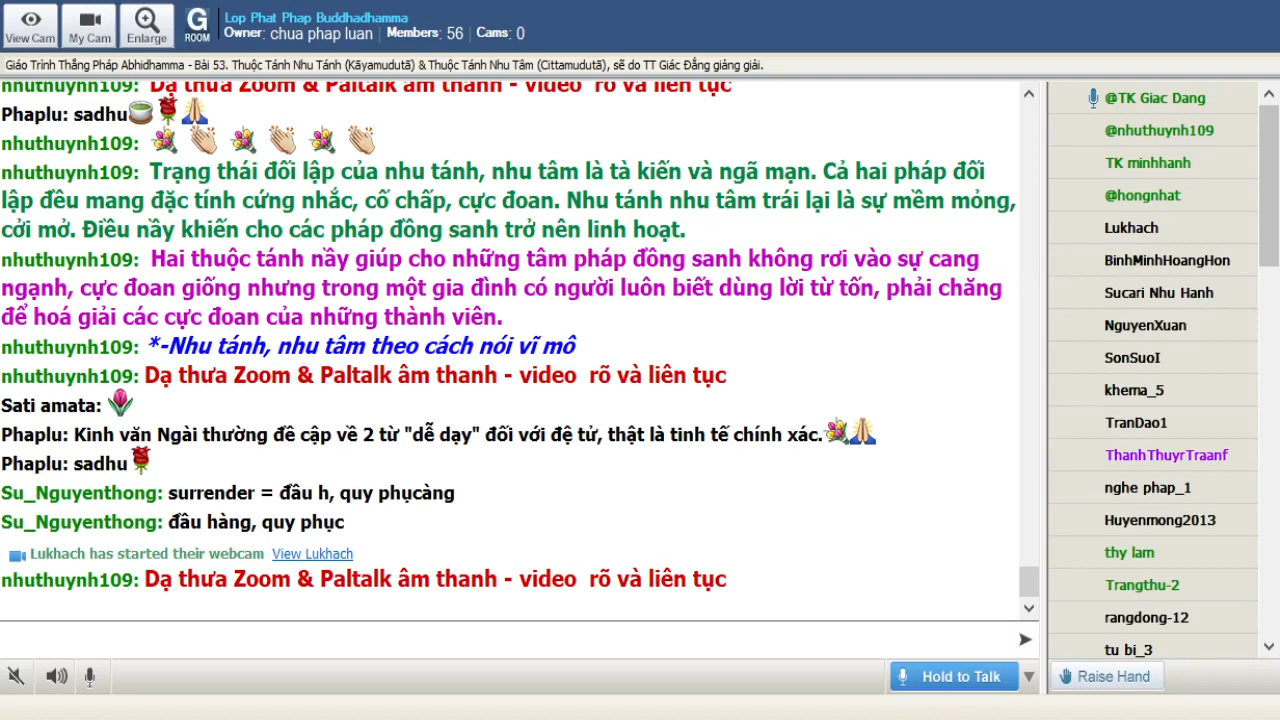 View Cam
My Cam
Enlarge
G ROOM
Lop Phat Phap Buddhadhamma
Owner: chua phap luan | Members: 56 | Cams: 0
Giáo Trình Thắng Pháp Abhidhamma - Bài 53. Thuộc Tánh Nhu Tánh (Kāyamudutā) & Thuộc Tánh Nhu Tâm (Cittamudutā), sẽ do TT Giác Đẳng giảng giải.
nhuthuynh109: Dạ thưa Zoom & Paltalk âm thanh - video rõ và liên tục
Phaplu: sadhu
nhuthuynh109:
nhuthuynh109: Trạng thái đối lập của nhu tánh, nhu tâm là tà kiến và ngã mạn. Cả hai pháp đối
lập đều mang đặc tính cứng nhắc, cố chấp, cực đoan. Nhu tánh nhu tâm trái lại là sự mềm mỏng,
cởi mở. Điều nầy khiến cho các pháp đồng sanh trở nên linh hoạt.
nhuthuynh109: Hai thuộc tánh nầy giúp cho những tâm pháp đồng sanh không rơi vào sự cang
ngạnh, cực đoan giống nhưng trong một gia đình có người luôn biết dùng lời từ tốn, phải chăng
để hoá giải các cực đoan của những thành viên.
nhuthuynh109: *-Nhu tánh, nhu tâm theo cách nói vĩ mô
nhuthuynh109: Dạ thưa Zoom & Paltalk âm thanh - video rõ và liên tục
Sati amata:
Phaplu: Kinh văn Ngài thường đề cập về 2 từ "dễ dạy" đối với đệ tử, thật là tinh tế chính xác.
Phaplu: sadhu
Su_Nguyenthong: surrender = đầu h, quy phụcàng
Su_Nguyenthong: đầu hàng, quy phục
Lukhach has started their webcam View Lukhach
nhuthuynh109: Dạ thưa Zoom & Paltalk âm thanh - video rõ và liên tục
Hold to Talk
@TK Giac Dang
@nhuthuynh109
TK minhhanh
@hongnhat
Lukhach
BinhMinhHoangHon
Sucari Nhu Hanh
NguyenXuan
SonSuoI
khema_5
TranDao1
ThanhThuyrTraanf
nghe phap_1
Huyenmong2013
thy lam
Trangthu-2
rangdong-12
tu bi_3
Raise Hand